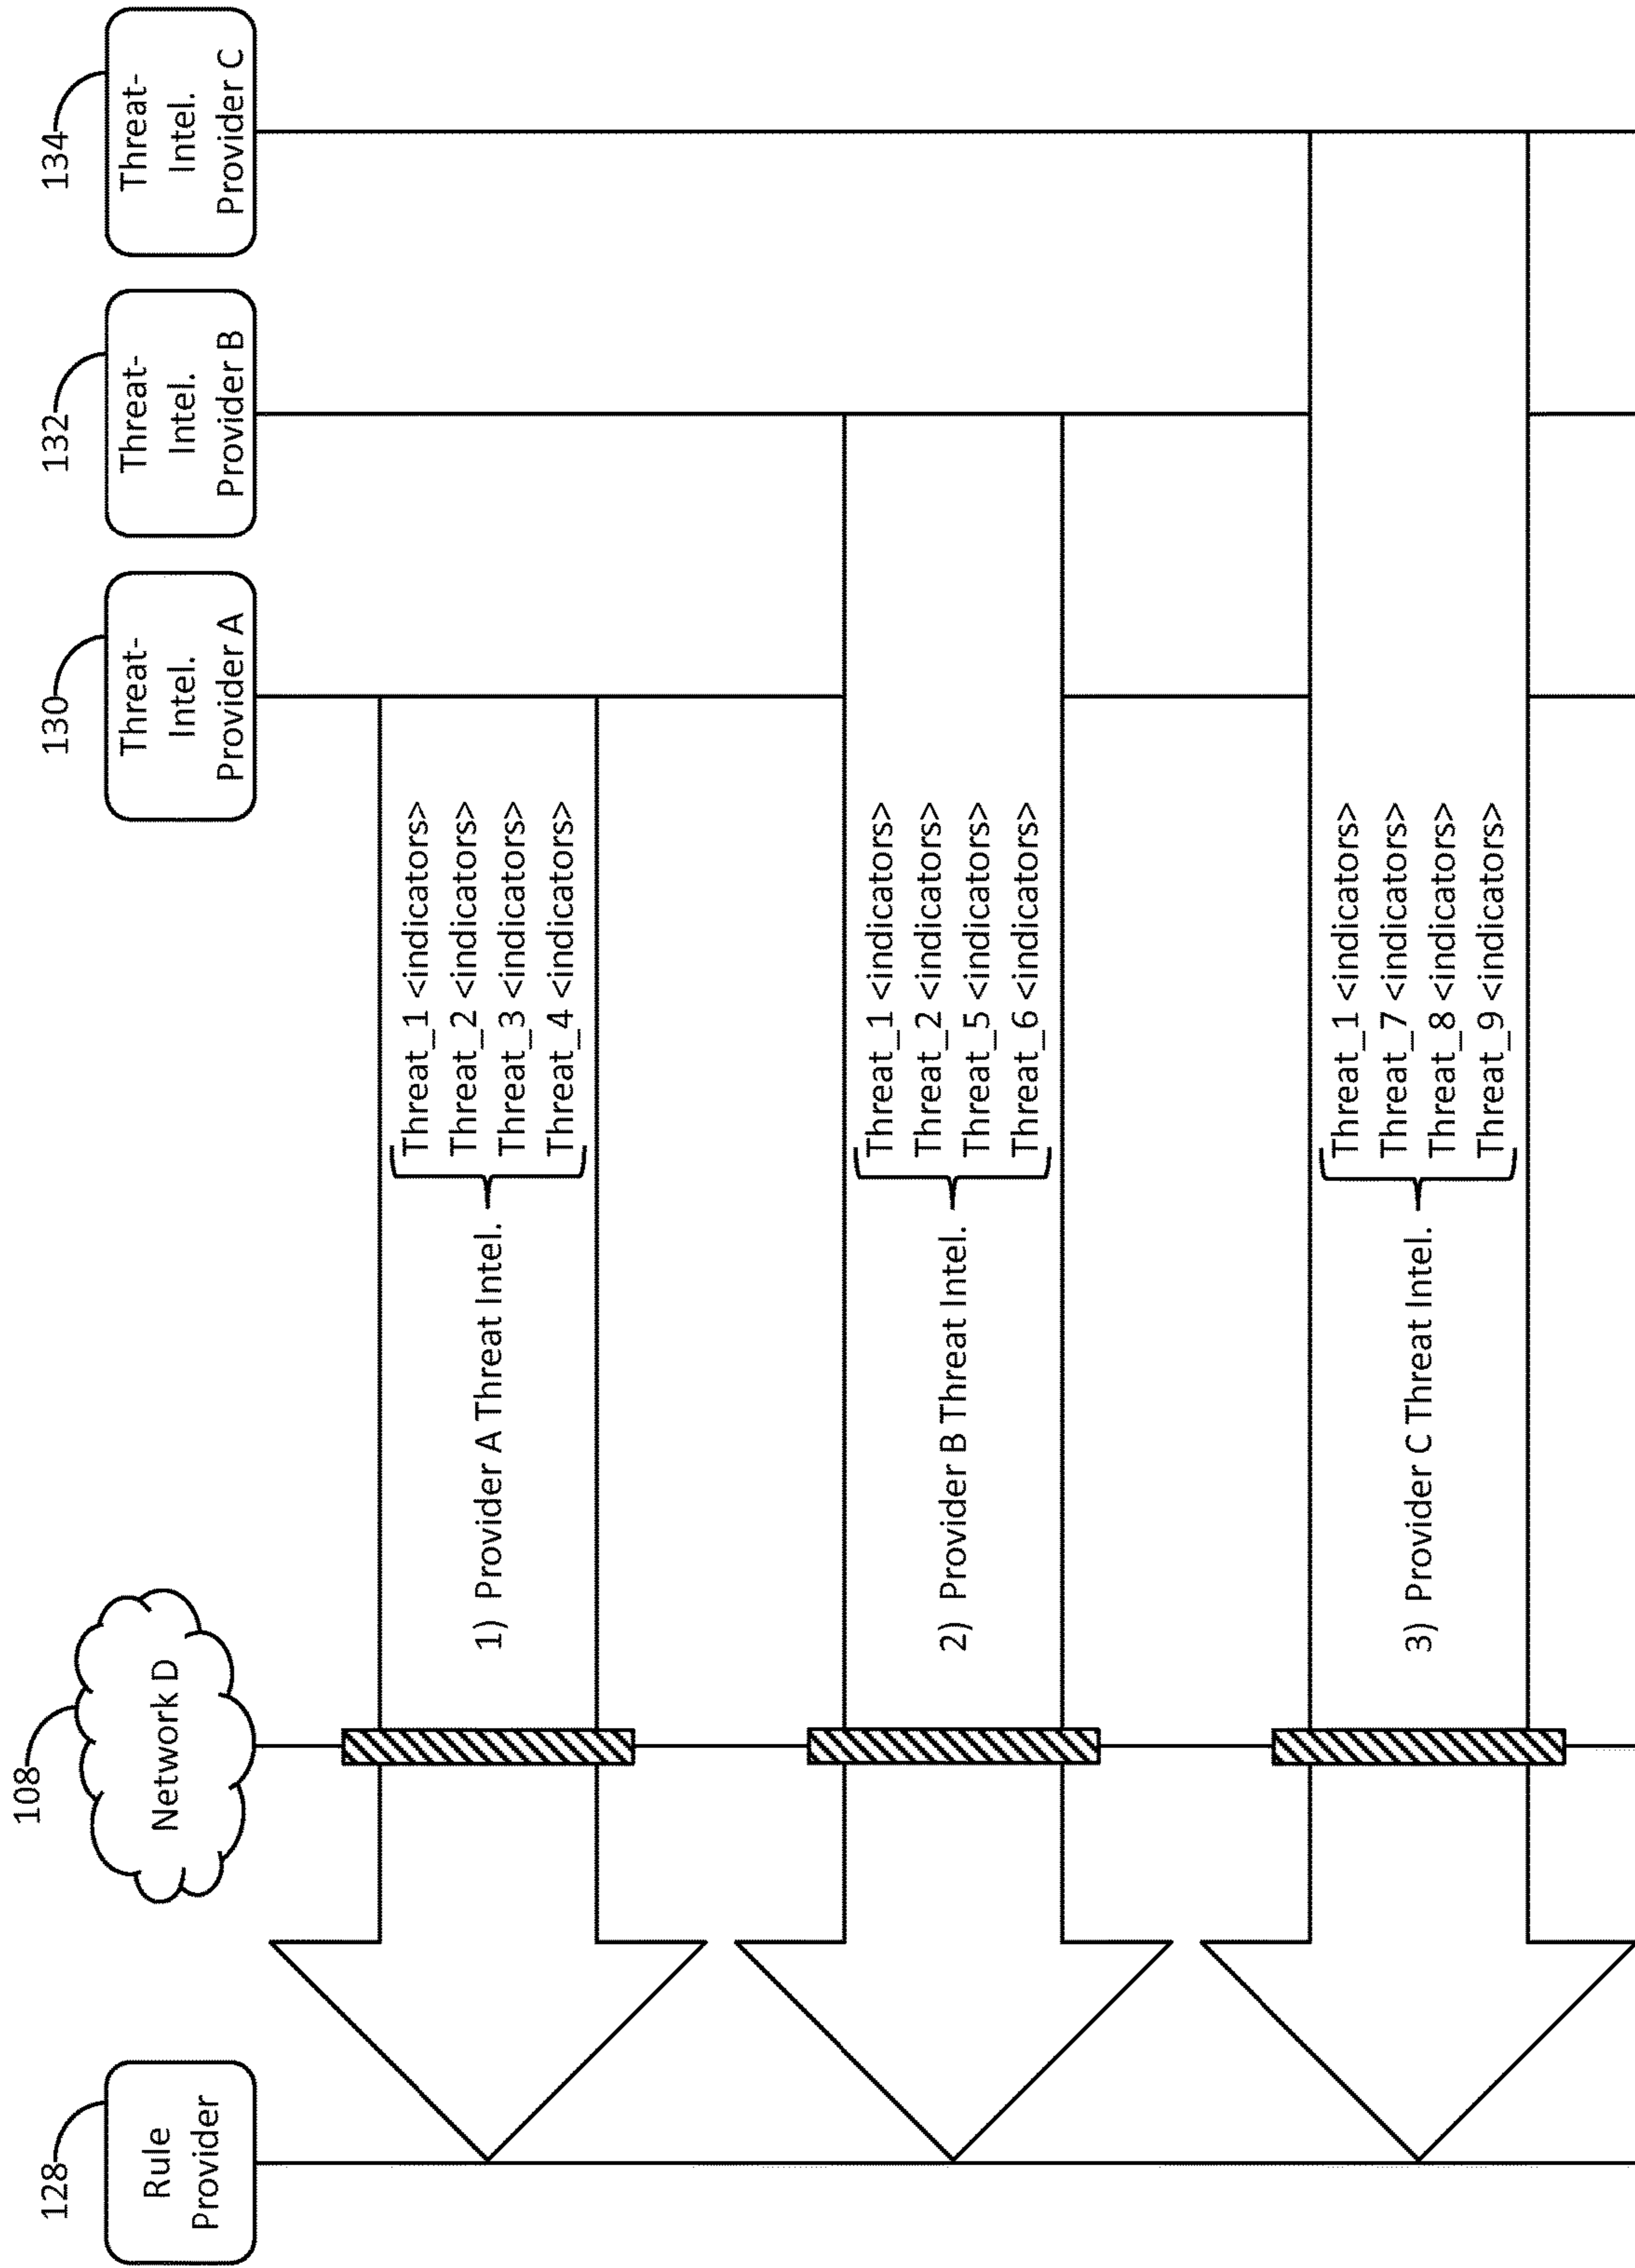 128
Rule
Provider
108
Network D
130
Threat-
Intel.
Provider A
132
Threat-
Intel.
Provider B
134
Threat-
Intel.
Provider C
1) Provider A Threat Intel.
Threat_1 <indicators>
Threat_2 <indicators>
Threat_3 <indicators>
Threat_4 <indicators>
2) Provider B Threat Intel.
Threat_1 <indicators>
Threat_2 <indicators>
Threat_5 <indicators>
Threat_6 <indicators>
3) Provider C Threat Intel.
Threat_1 <indicators>
Threat_7 <indicators>
Threat_8 <indicators>
Threat_9 <indicators>